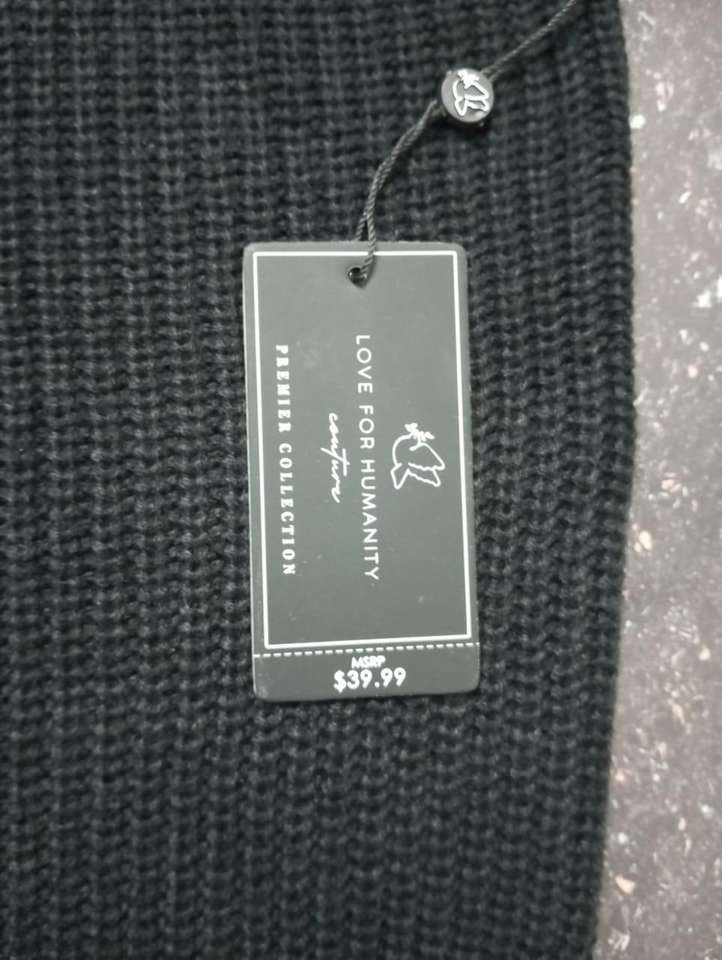 LOVE FOR HUMANITY
couture
PREMIER COLLECTION
MSRP
$39.99